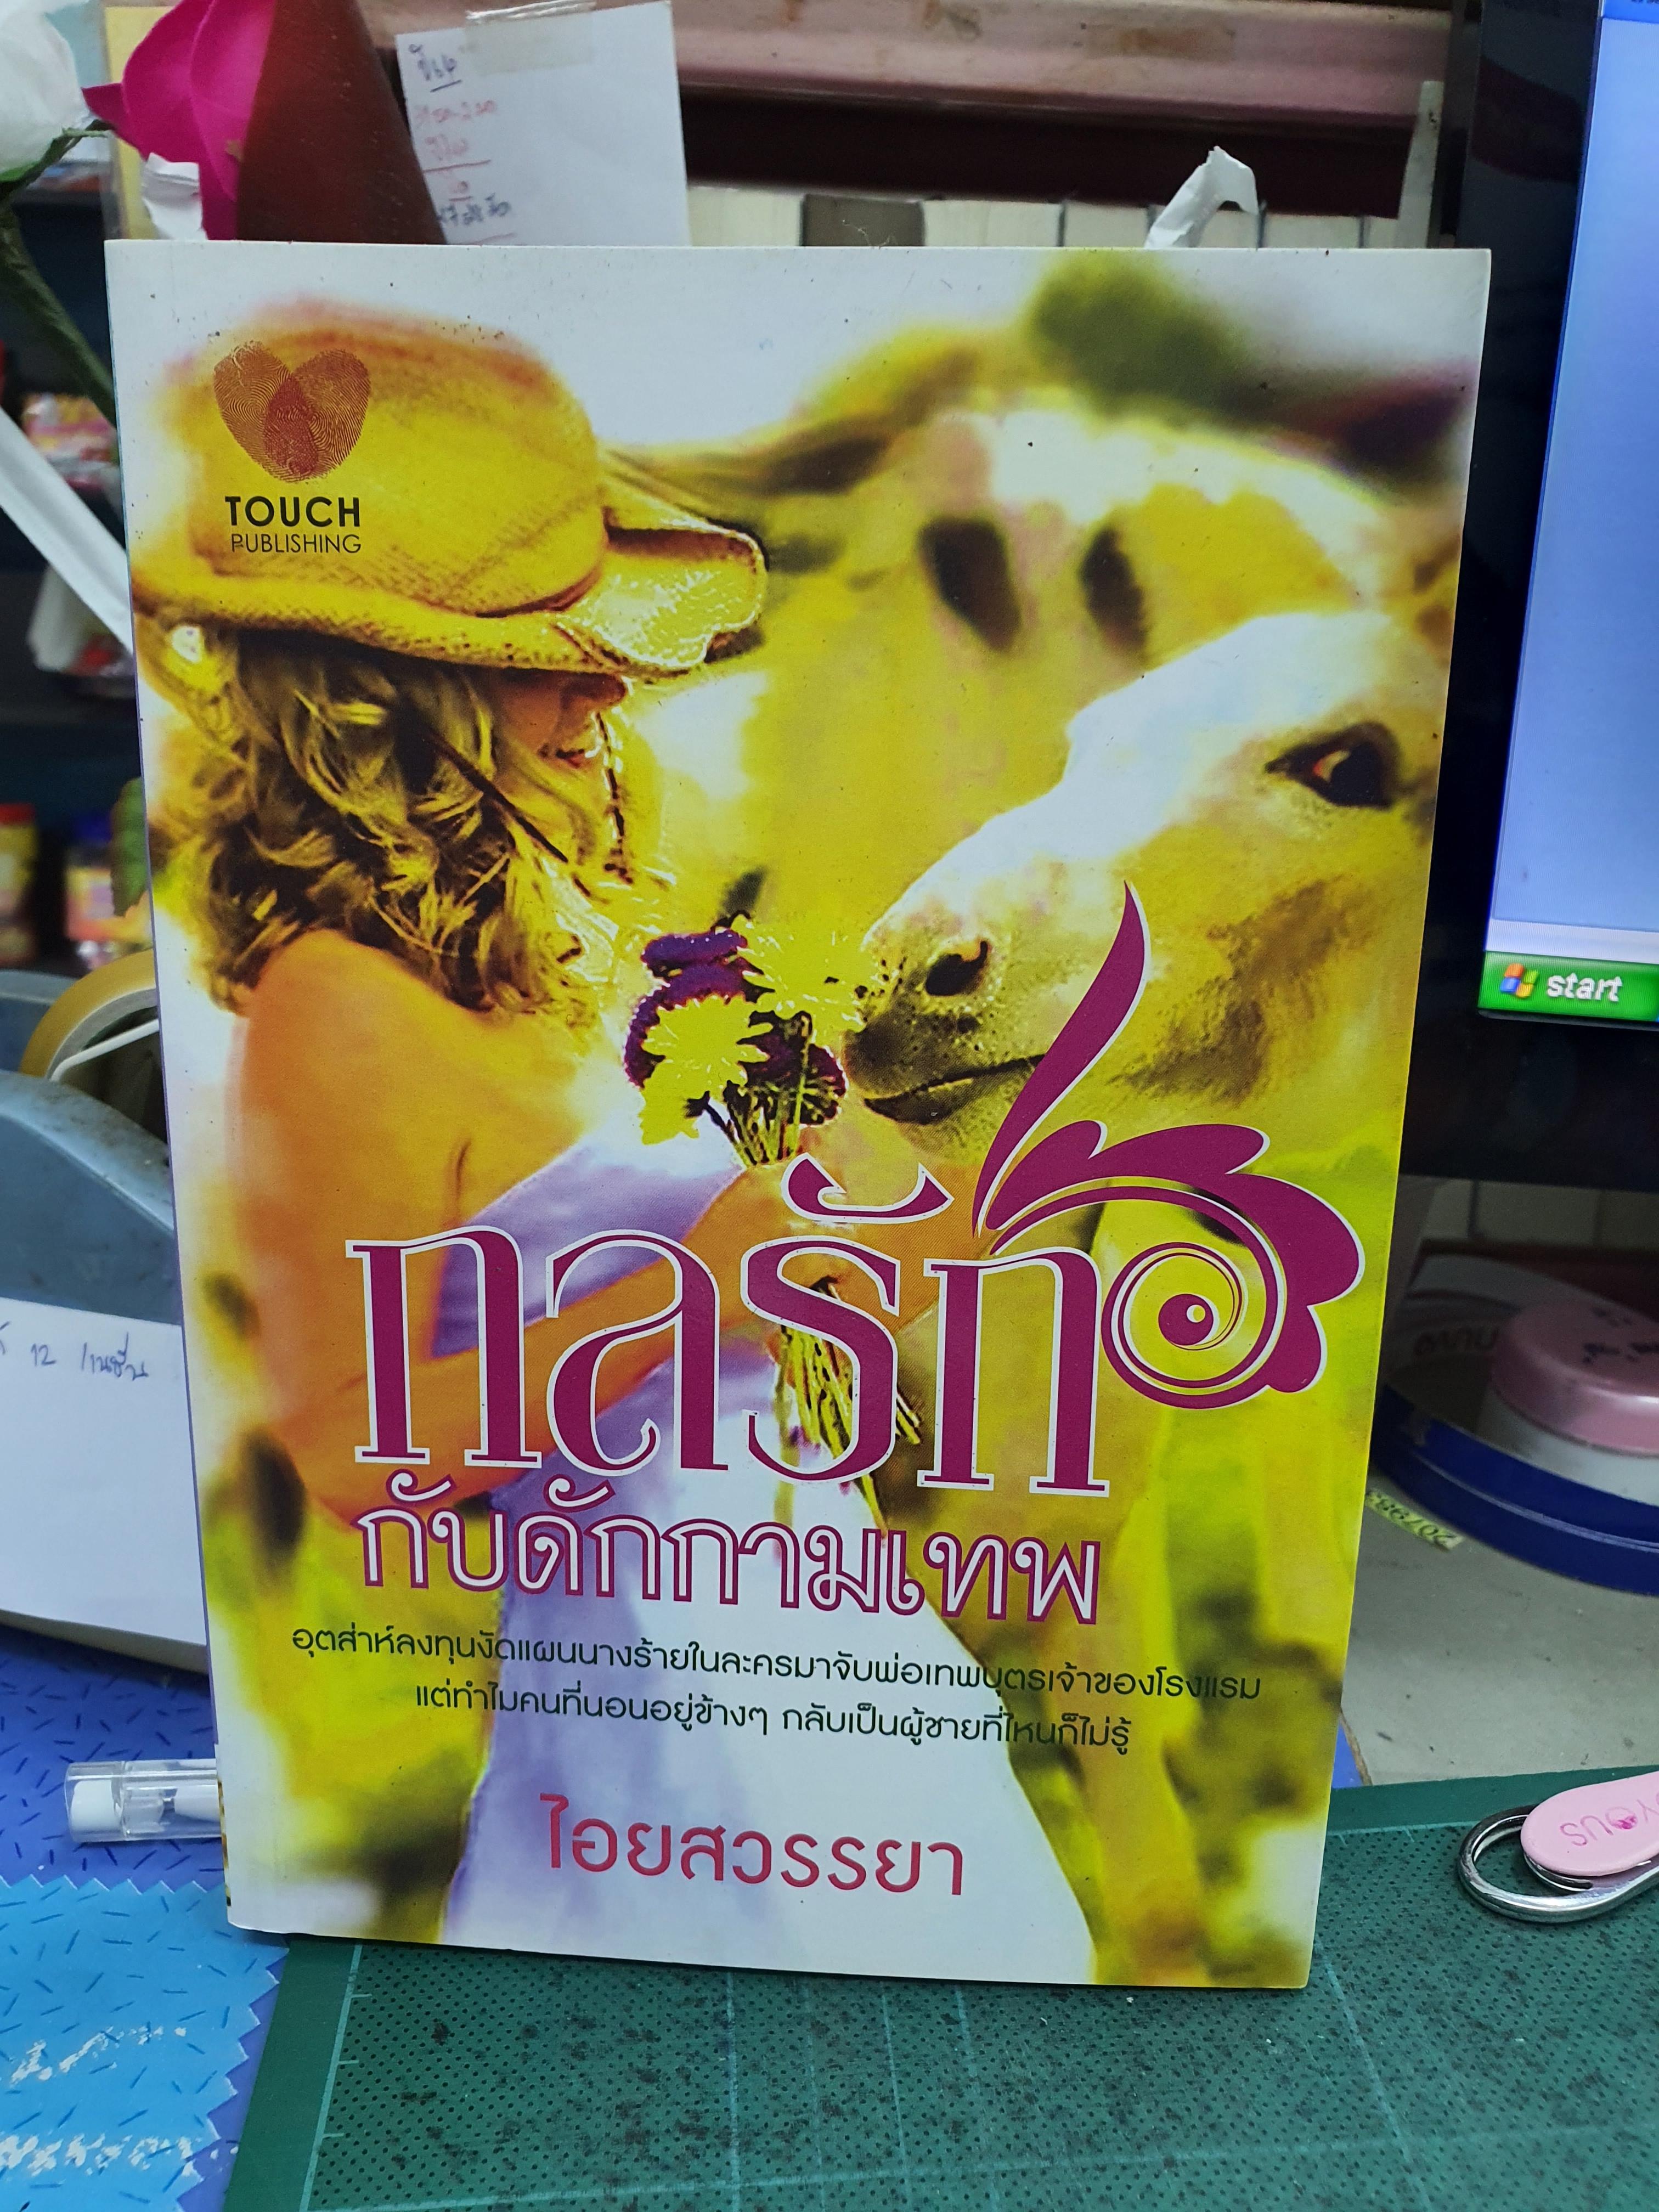 TOUCH
PUBLISHING
กลรัก
กับดักกามเทพ
อุตส่าห์ลงทุนงัดแผนนางร้ายในละครมาจับพ่อเทพบุตรเจ้าของโรงแรม
แต่ทำไมคนที่นอนอยู่ข้างๆ กลับเป็นผู้ชายที่ไหนก็ไม่รู้
ไอยสวรรยา
start
12